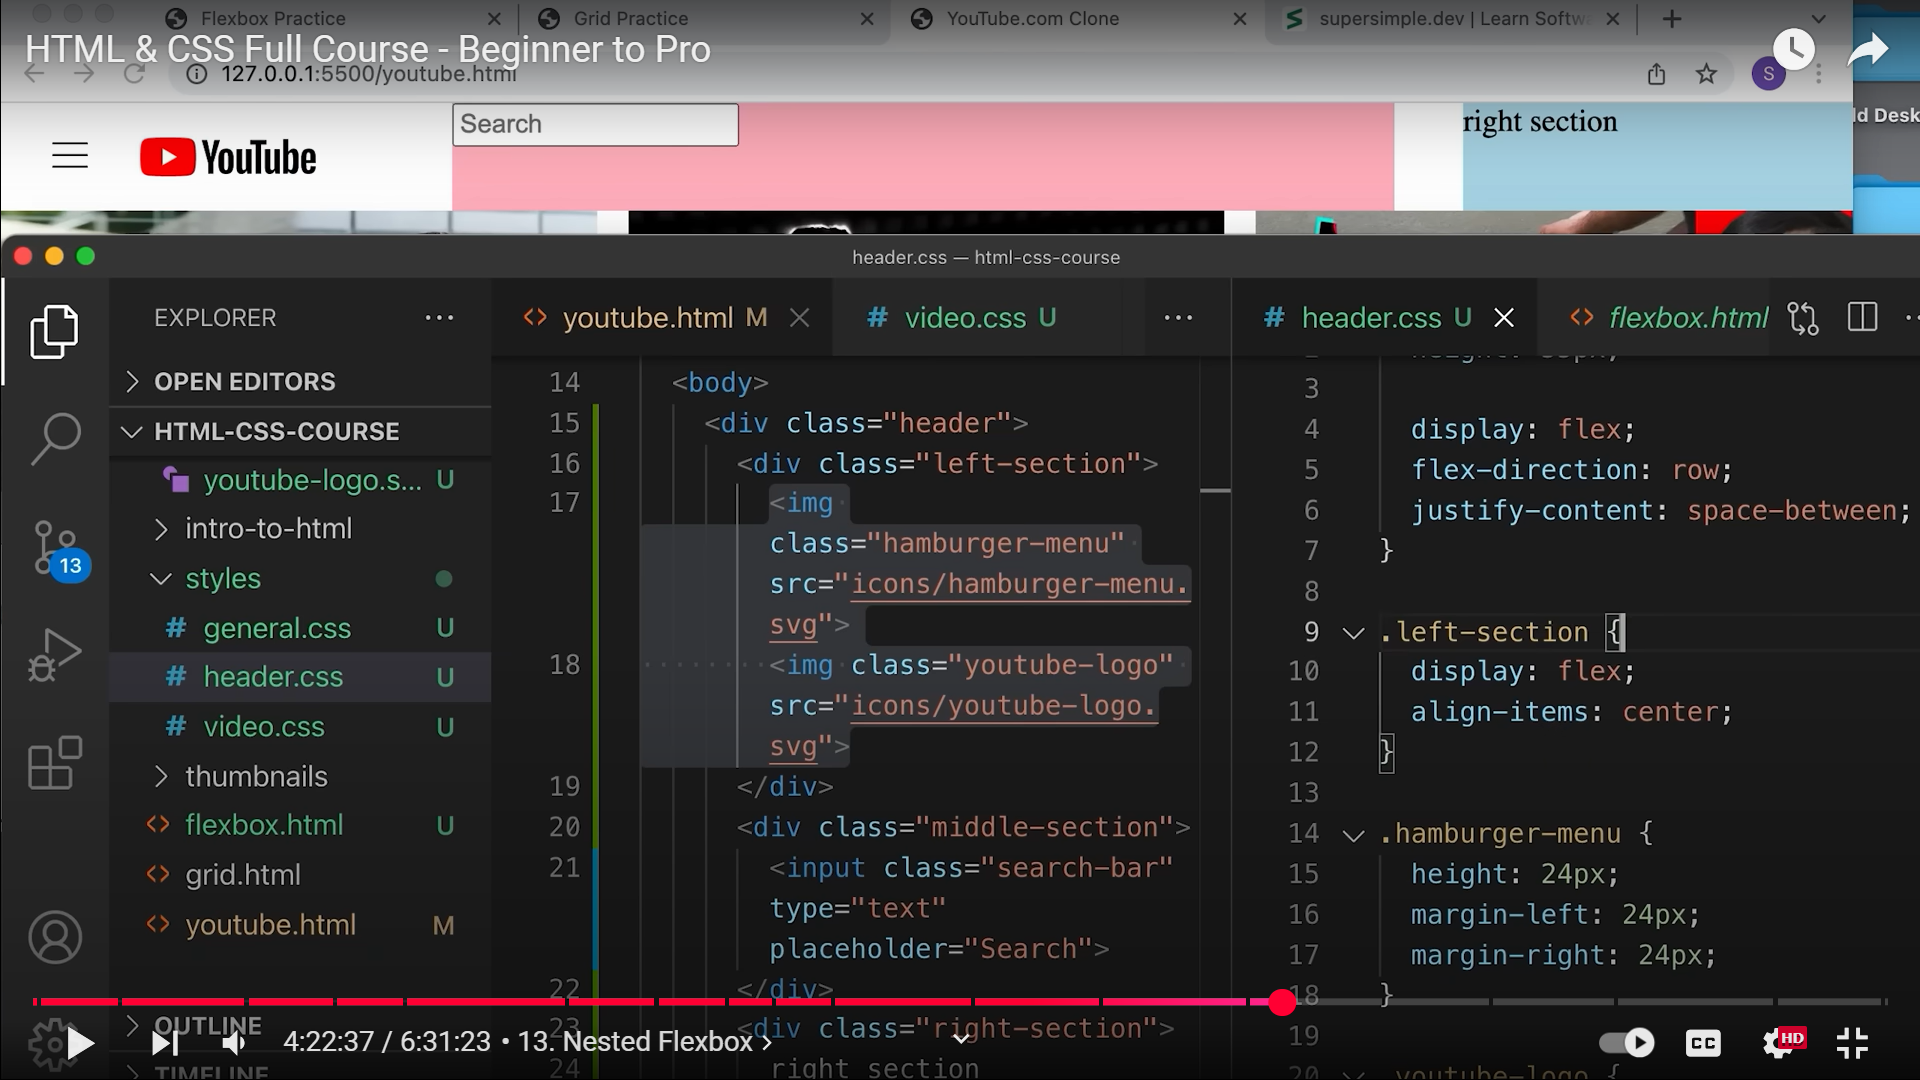 Flexbox Practice
Grid Practice
YouTube.com Clone
supersimple.dev | Learn Softw
HTML & CSS Full Course - Beginner to Pro
127.0.0.1:5500/youtube.html
S
ld Desk
Search
right section
YouTube
header.css — html-css-course
EXPLORER
OPEN EDITORS
HTML-CSS-COURSE
youtube-logo.s... U
intro-to-html
styles
# general.css U
# header.css U
# video.css U
thumbnails
<> flexbox.html U
<> grid.html
<> youtube.html M
OUTLINE
TIMELINE
13
<> youtube.html M
# video.css U
14 <body>
15 <div class="header">
16 <div class="left-section">
17 <img
class="hamburger-menu"
src="icons/hamburger-menu.
svg">
18 <img class="youtube-logo"
src="icons/youtube-logo.
svg">
19 </div>
20 <div class="middle-section">
21 <input class="search-bar"
type="text"
placeholder="Search">
22 </div>
23 <div class="right-section">
24 right section
# header.css U
<> flexbox.html
3
4 display: flex;
5 flex-direction: row;
6 justify-content: space-between;
7 }
8
9 .left-section {
10 display: flex;
11 align-items: center;
12 }
13
14 .hamburger-menu {
15 height: 24px;
16 margin-left: 24px;
17 margin-right: 24px;
18 }
19
20 .youtube-logo {
4:22:37 / 6:31:23 • 13. Nested Flexbox
CC
HD